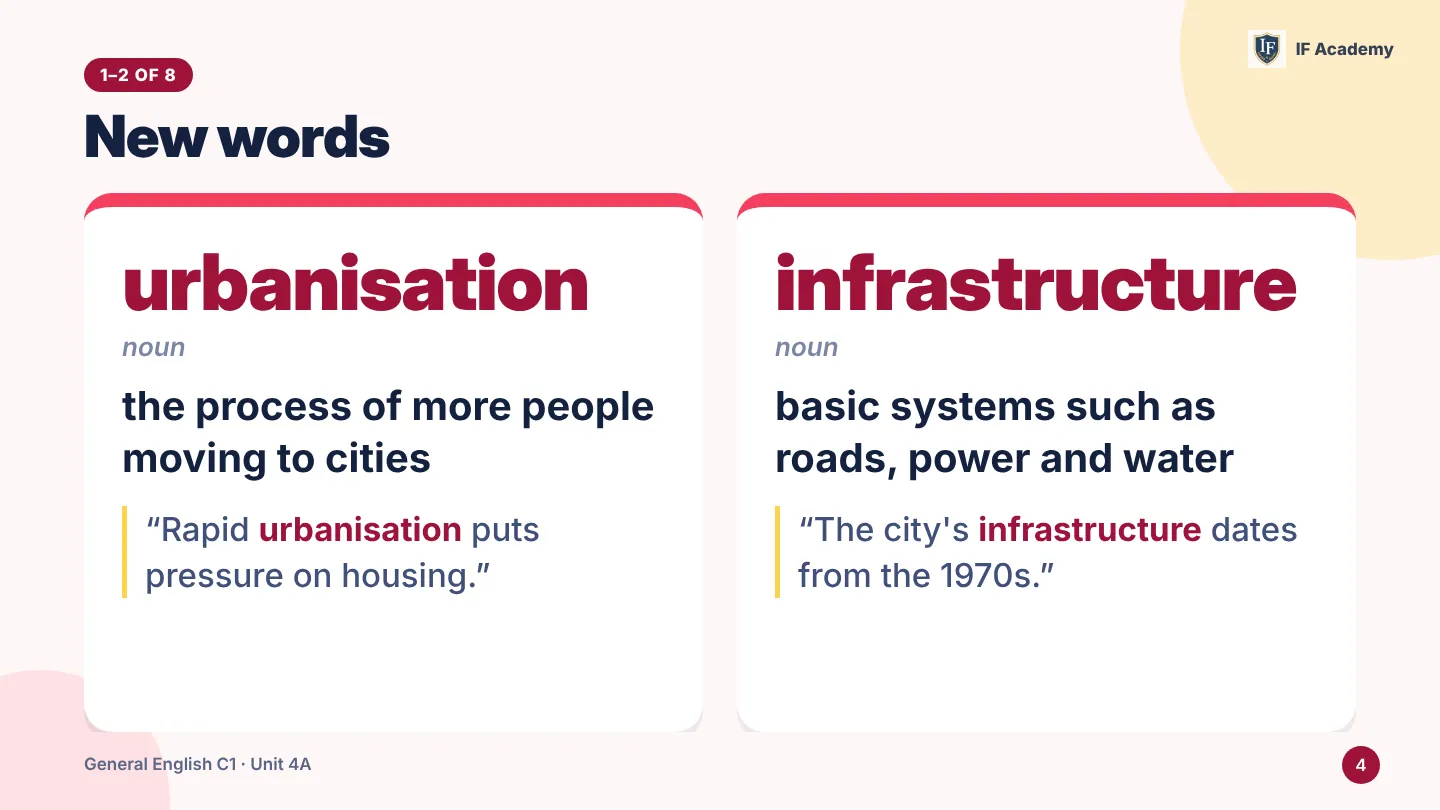 IF
IF Academy
1–2 OF 8
New words
urbanisation
noun
the process of more people
moving to cities
“Rapid urbanisation puts
pressure on housing.”
infrastructure
noun
basic systems such as
roads, power and water
“The city's infrastructure dates
from the 1970s.”
General English C1 · Unit 4A
4